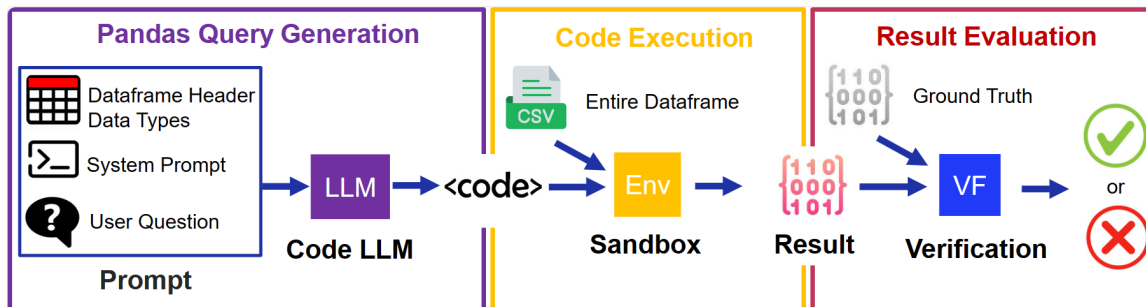 Pandas Query Generation
Dataframe Header
Data Types
System Prompt
User Question
Prompt
LLM
Code LLM
<code>
Code Execution
CSV
Entire Dataframe
Env
Sandbox
Result Evaluation
{110
000
101}
Result
{110
000
101}
Ground Truth
VF
Verification
or